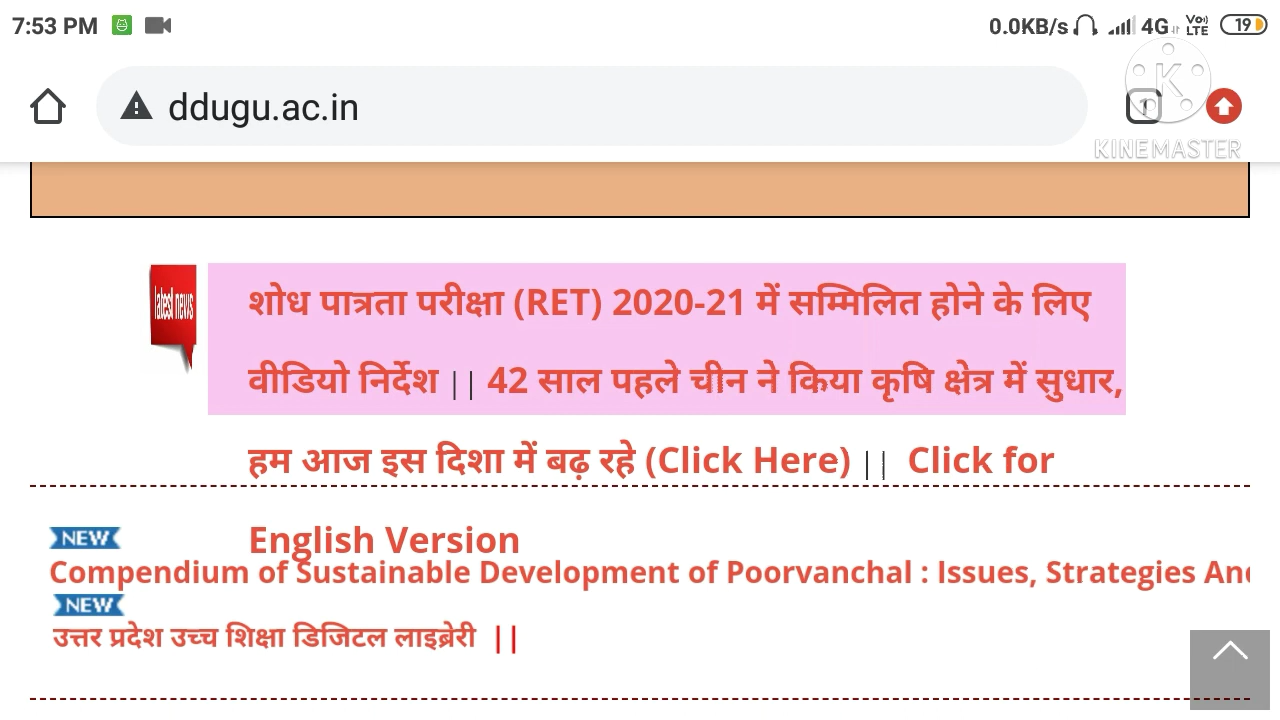 7:53 PM 0.0KB/s 4G Vo) LTE 19
ddugu.ac.in 1
K
KINEMASTER
latest news
शोध पात्रता परीक्षा (RET) 2020-21 में सम्मिलित होने के लिए
वीडियो निर्देश || 42 साल पहले चीन ने किया कृषि क्षेत्र में सुधार,
हम आज इस दिशा में बढ़ रहे (Click Here) || Click for
NEW English Version
Compendium of Sustainable Development of Poorvanchal : Issues, Strategies And
NEW
उत्तर प्रदेश उच्च शिक्षा डिजिटल लाइब्रेरी ||